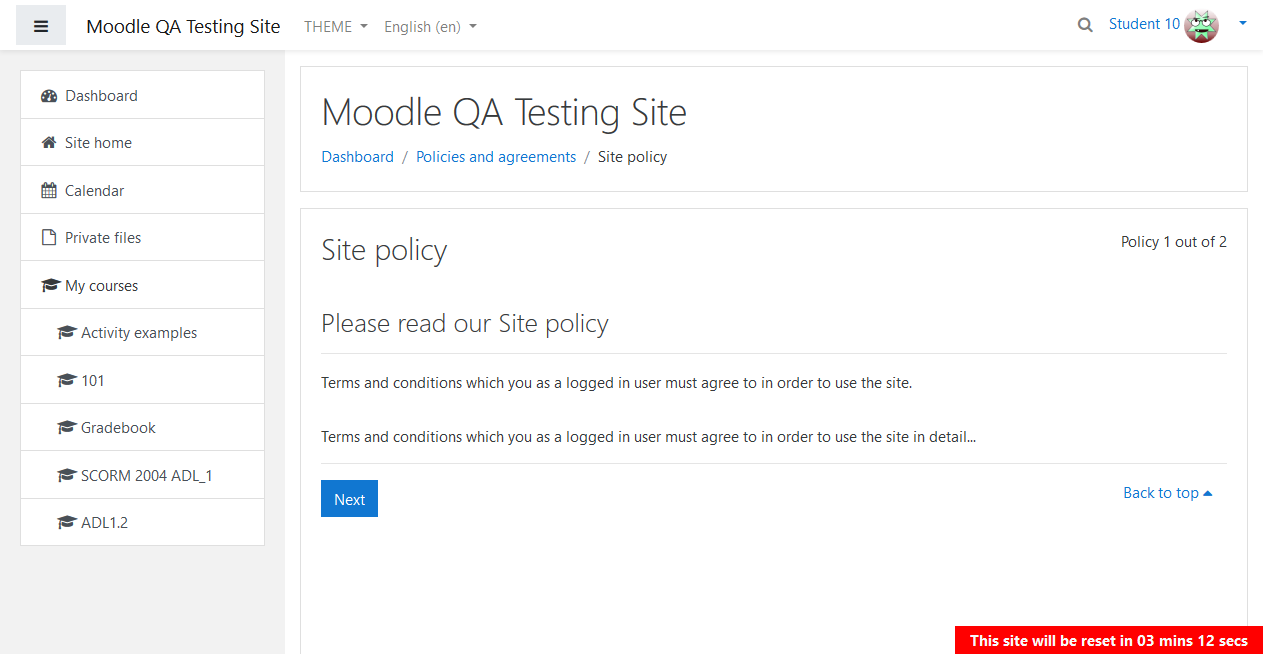 Moodle QA Testing Site THEME English (en) Student 10
Dashboard
Site home
Calendar
Private files
My courses
Activity examples
101
Gradebook
SCORM 2004 ADL_1
ADL1.2
Moodle QA Testing Site
Dashboard / Policies and agreements / Site policy
Site policy
Policy 1 out of 2
Please read our Site policy
Terms and conditions which you as a logged in user must agree to in order to use the site.
Terms and conditions which you as a logged in user must agree to in order to use the site in detail...
Next
Back to top
This site will be reset in 03 mins 12 secs